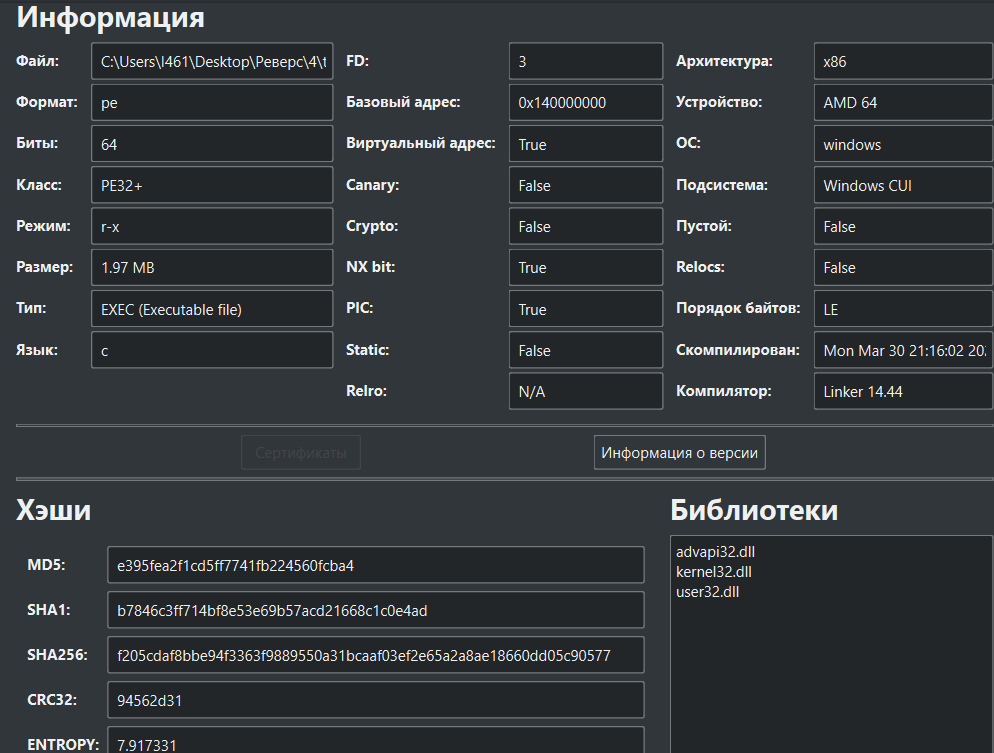 Информация
Файл: C:\Users\I461\Desktop\Реверс\4\t FD: 3 Архитектура: x86
Формат: pe Базовый адрес: 0x140000000 Устройство: AMD 64
Биты: 64 Виртуальный адрес: True ОС: windows
Класс: PE32+ Canary: False Подсистема: Windows CUI
Режим: r-x Crypto: False Пустой: False
Размер: 1.97 MB NX bit: True Relocs: False
Тип: EXEC (Executable file) PIC: True Порядок байтов: LE
Язык: c Static: False Скомпилирован: Mon Mar 30 21:16:02 202
Relro: N/A Компилятор: Linker 14.44
Сертификаты Информация о версии
Хэши Библиотеки
MD5: e395fea2f1cd5ff7741fb224560fcba4
SHA1: b7846c3ff714bf8e53e69b57acd21668c1c0e4ad
SHA256: f205cdaf8bbe94f3363f9889550a31bcaaf03ef2e65a2a8ae18660dd05c90577
CRC32: 94562d31
ENTROPY: 7.917331
advapi32.dll
kernel32.dll
user32.dll